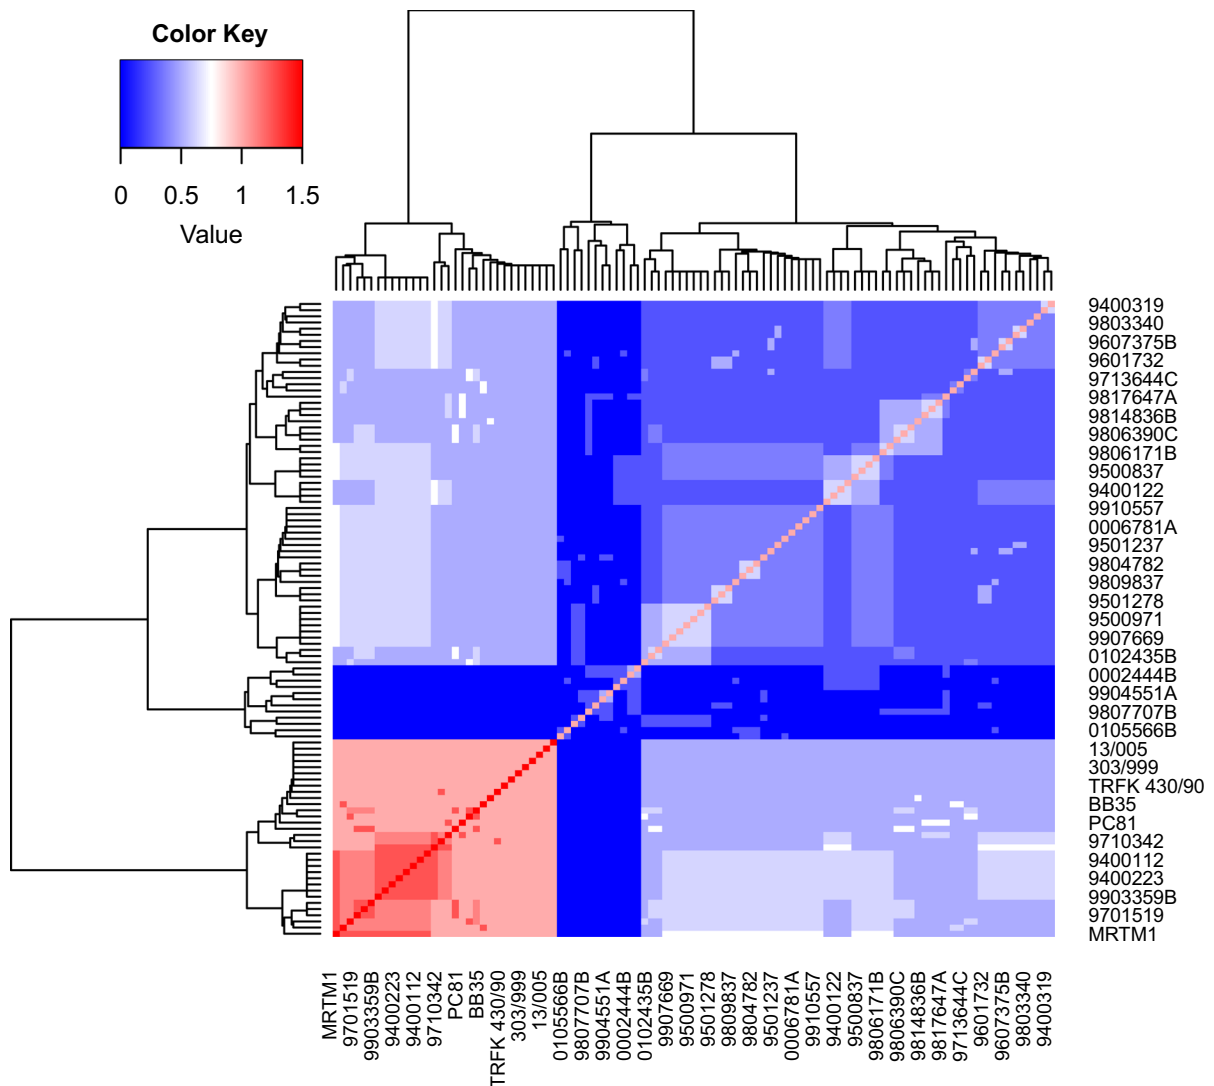 Color Key
0 0.5 1 1.5
Value
9400319
9803340
9607375B
9601732
9713644C
9817647A
9814836B
9806390C
9806171B
9500837
9400122
9910557
0006781A
9501237
9804782
9809837
9501278
9500971
9907669
0102435B
0002444B
9904551A
9807707B
0105566B
13/005
303/999
TRFK 430/90
BB35
PC81
9710342
9400112
9400223
9903359B
9701519
MRTM1
MRTM1
9701519
9903359B
9400223
9400112
9710342
PC81
BB35
TRFK 430/90
303/999
13/005
0105566B
9807707B
9904551A
0002444B
0102435B
9907669
9500971
9501278
9809837
9804782
9501237
0006781A
9910557
9400122
9500837
9806171B
9806390C
9814836B
9817647A
9713644C
9601732
9607375B
9803340
9400319